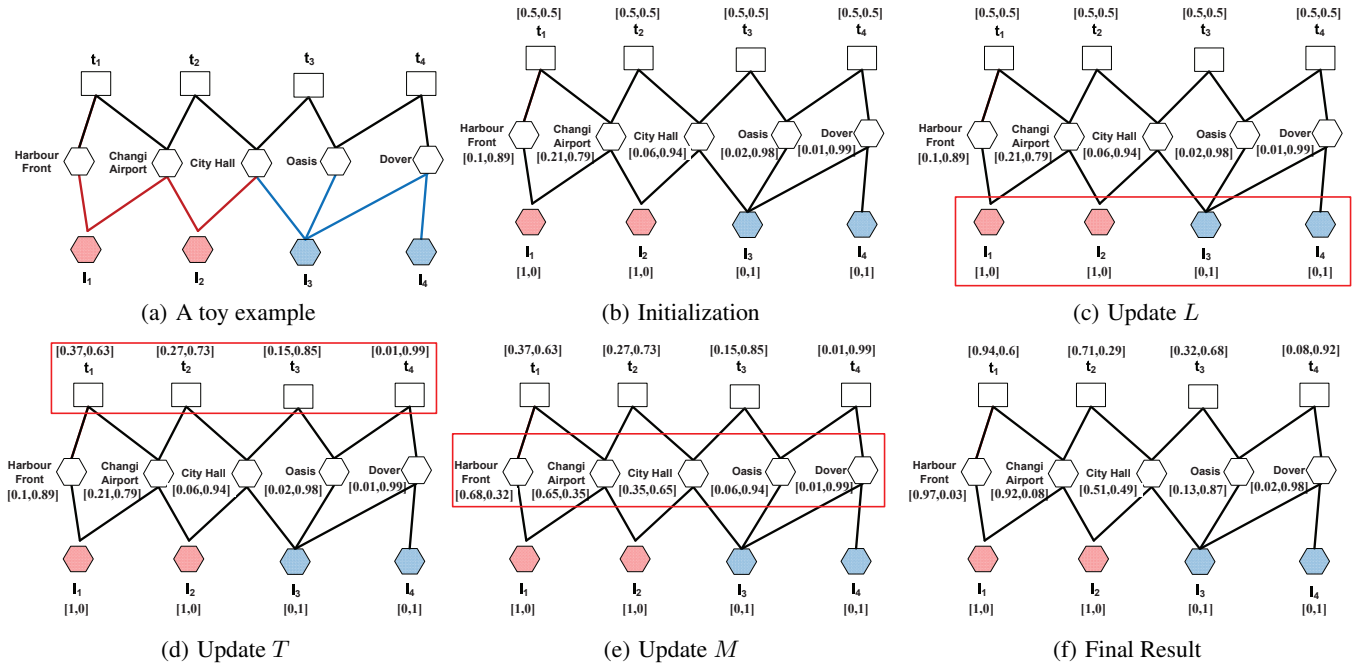 t1 t2 t3 t4
Harbour Front
Changi Airport
City Hall
Oasis
Dover
I1 I2 I3 I4
(a) A toy example
[0.5,0.5] [0.5,0.5] [0.5,0.5] [0.5,0.5]
t1 t2 t3 t4
Harbour Front [0.1,0.89]
Changi Airport [0.21,0.79]
City Hall [0.06,0.94]
Oasis [0.02,0.98]
Dover [0.01,0.99]
I1 I2 I3 I4
[1,0] [1,0] [0,1] [0,1]
(b) Initialization
[0.5,0.5] [0.5,0.5] [0.5,0.5] [0.5,0.5]
t1 t2 t3 t4
Harbour Front [0.1,0.89]
Changi Airport [0.21,0.79]
City Hall [0.06,0.94]
Oasis [0.02,0.98]
Dover [0.01,0.99]
I1 I2 I3 I4
[1,0] [1,0] [0,1] [0,1]
(c) Update L
[0.37,0.63] [0.27,0.73] [0.15,0.85] [0.01,0.99]
t1 t2 t3 t4
Harbour Front [0.1,0.89]
Changi Airport [0.21,0.79]
City Hall [0.06,0.94]
Oasis [0.02,0.98]
Dover [0.01,0.99]
I1 I2 I3 I4
[1,0] [1,0] [0,1] [0,1]
(d) Update T
[0.37,0.63] [0.27,0.73] [0.15,0.85] [0.01,0.99]
t1 t2 t3 t4
Harbour Front [0.68,0.32]
Changi Airport [0.65,0.35]
City Hall [0.35,0.65]
Oasis [0.06,0.94]
Dover [0.01,0.99]
I1 I2 I3 I4
[1,0] [1,0] [0,1] [0,1]
(e) Update M
[0.94,0.6] [0.71,0.29] [0.32,0.68] [0.08,0.92]
t1 t2 t3 t4
Harbour Front [0.97,0.03]
Changi Airport [0.92,0.08]
City Hall [0.51,0.49]
Oasis [0.13,0.87]
Dover [0.02,0.98]
I1 I2 I3 I4
[1,0] [1,0] [0,1] [0,1]
(f) Final Result